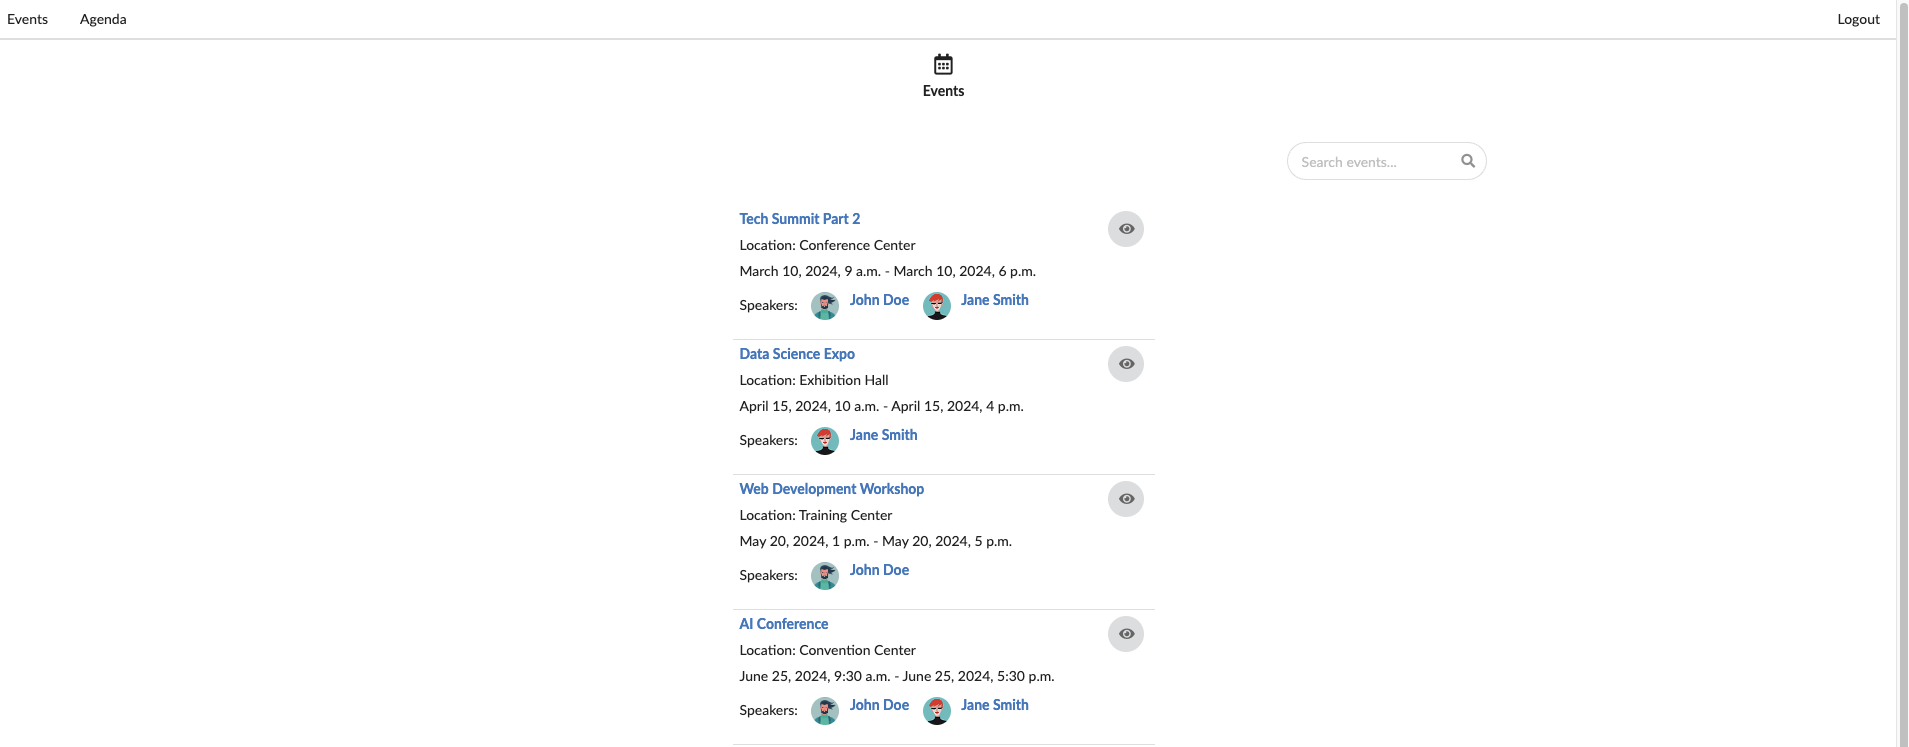 Events Agenda Logout
Events
Search events...
Tech Summit Part 2
Location: Conference Center
March 10, 2024, 9 a.m. - March 10, 2024, 6 p.m.
Speakers: John Doe Jane Smith
Data Science Expo
Location: Exhibition Hall
April 15, 2024, 10 a.m. - April 15, 2024, 4 p.m.
Speakers: Jane Smith
Web Development Workshop
Location: Training Center
May 20, 2024, 1 p.m. - May 20, 2024, 5 p.m.
Speakers: John Doe
AI Conference
Location: Convention Center
June 25, 2024, 9:30 a.m. - June 25, 2024, 5:30 p.m.
Speakers: John Doe Jane Smith